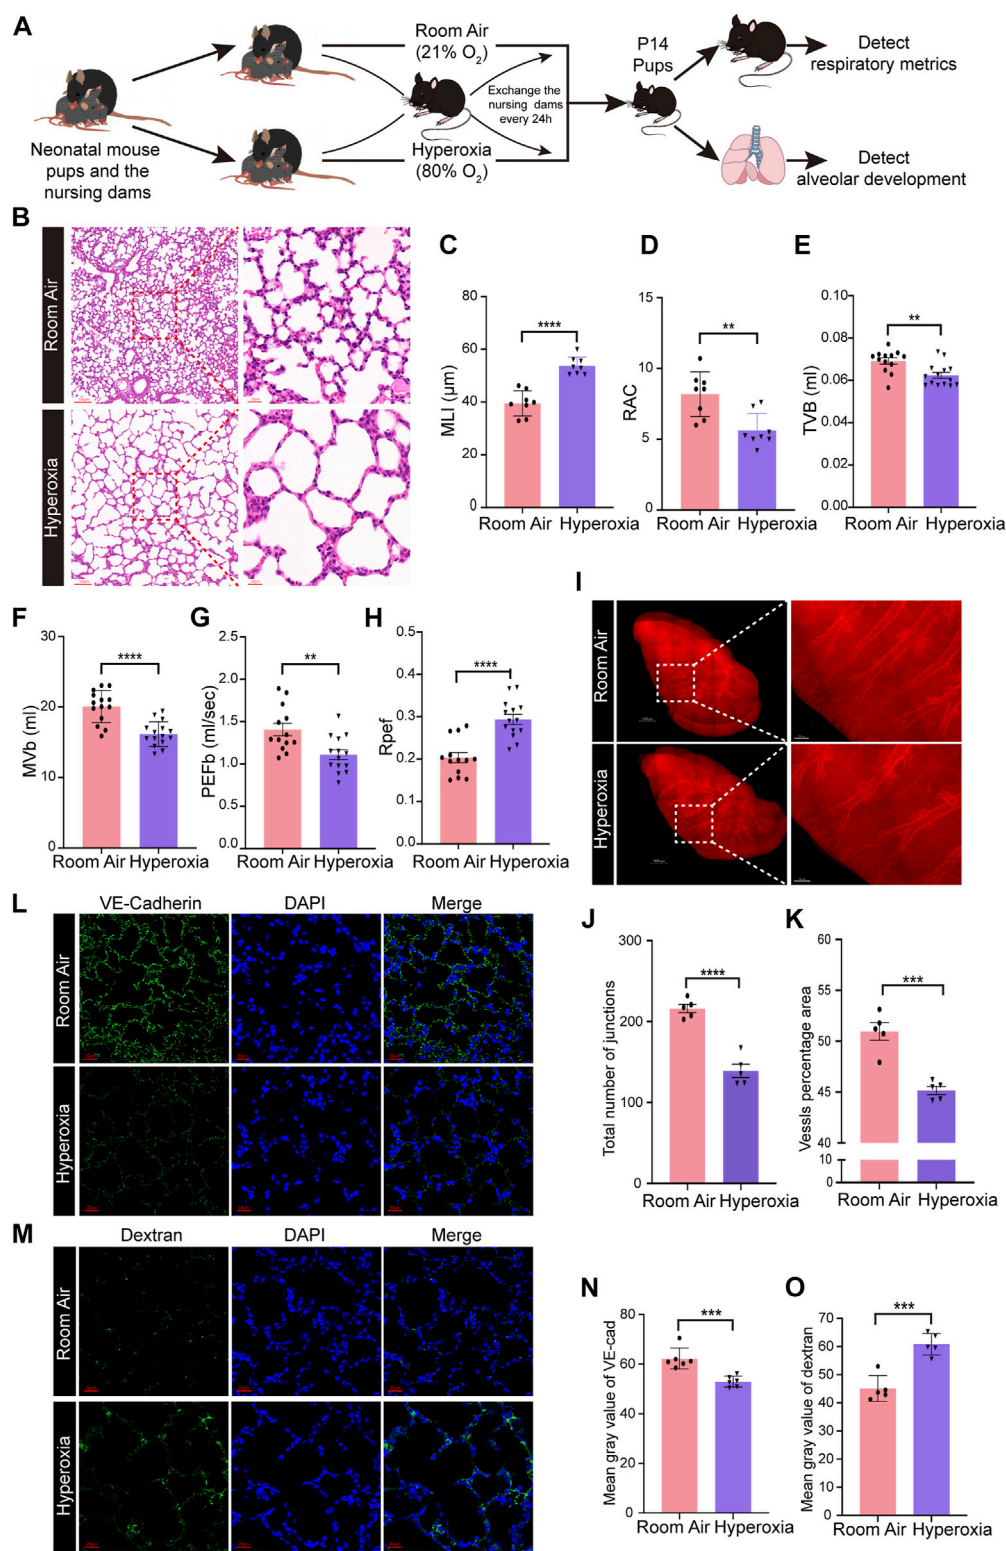 A
Neonatal mouse
pups and the
nursing dams
Room Air
(21% O2)
Hyperoxia
(80% O2)
Exchange the
nursing dams
every 24h
P14
Pups
Detect
respiratory metrics
Detect
alveolar development
B
Room Air
Hyperoxia
C
MLI (µm)
80
60
40
20
0
****
Room Air Hyperoxia
D
RAC
15
10
5
0
**
Room Air Hyperoxia
E
TVB (ml)
0.10
0.08
0.06
0.04
0.02
0.00
**
Room Air Hyperoxia
F
MVb (ml)
30
20
10
0
****
Room Air Hyperoxia
G
PEFb (ml/sec)
2.5
2.0
1.5
1.0
0.5
0.0
**
Room Air Hyperoxia
H
Rpef
0.5
0.4
0.3
0.2
0.1
0.0
****
Room Air Hyperoxia
I
Room Air
Hyperoxia
J
Total number of junctions
300
200
100
0
****
Room Air Hyperoxia
K
Vessls percentage area
60
55
50
45
40
10
0
***
Room Air Hyperoxia
L
VE-Cadherin DAPI Merge
Room Air
Hyperoxia
M
Dextran DAPI Merge
Room Air
Hyperoxia
N
Mean gray value of VE-cad
80
60
40
20
0
***
Room Air Hyperoxia
O
Mean gray value of dextran
70
60
50
40
30
20
10
0
***
Room Air Hyperoxia